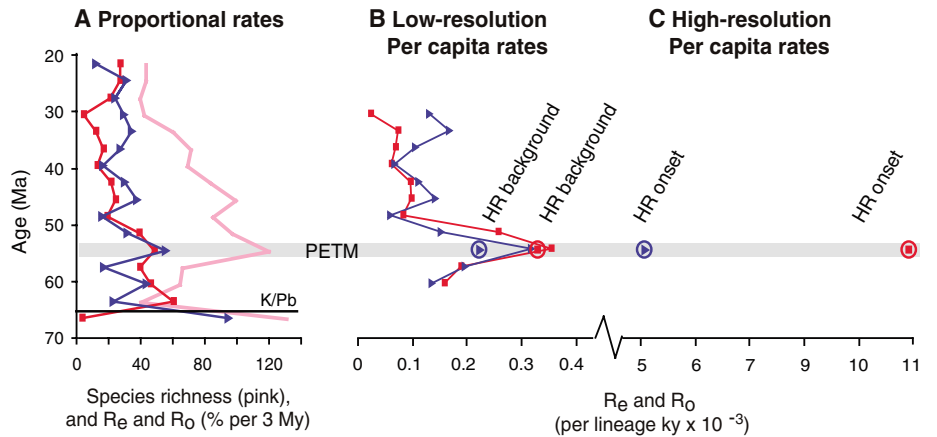 A Proportional rates
B Low-resolution
Per capita rates
C High-resolution
Per capita rates
20
30
40
50
60
70
Age (Ma)
0
40
80
120
K/Pb
PETM
HR background
HR background
HR onset
HR onset
0
0.1
0.2
0.3
0.4
5
6
7
8
9
10
11
Species richness (pink),
and Re and Ro (% per 3 My)
Re and Ro
(per lineage ky x 10 -3)